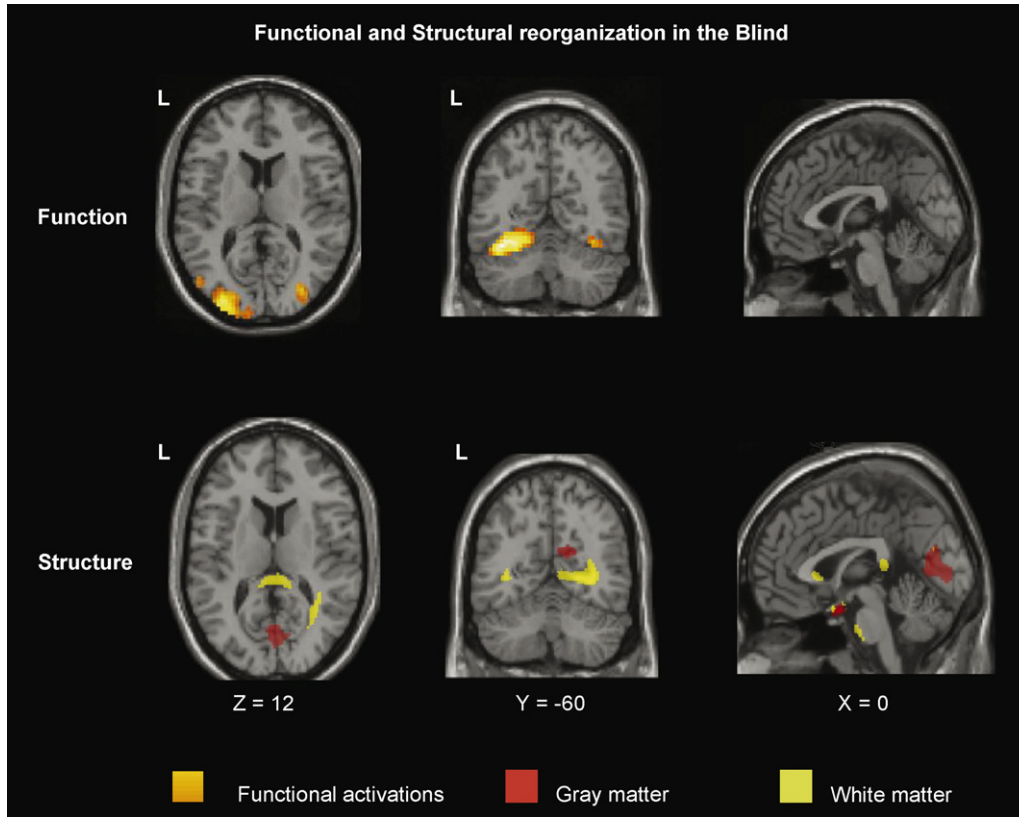 Functional and Structural reorganization in the Blind
L
L
Function
L
L
Structure
Z = 12
Y = -60
X = 0
Functional activations
Gray matter
White matter